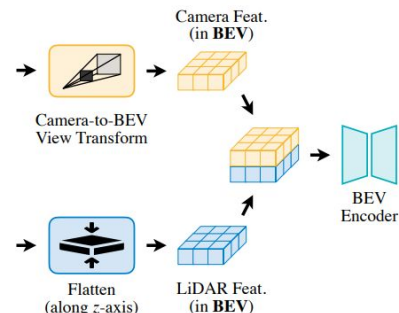 Camera Feat.
(in BEV)
Camera-to-BEV
View Transform
BEV
Encoder
Flatten
(along z-axis)
LiDAR Feat.
(in BEV)